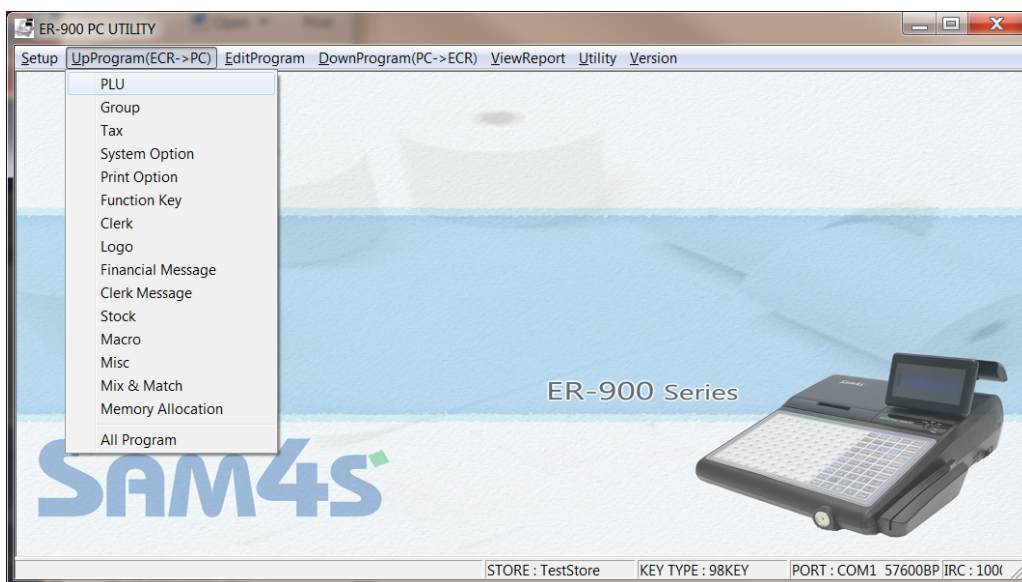 ER-900 PC UTILITY
Setup UpProgram(ECR->PC) EditProgram DownProgram(PC->ECR) ViewReport Utility Version
PLU
Group
Tax
System Option
Print Option
Function Key
Clerk
Logo
Financial Message
Clerk Message
Stock
Macro
Misc
Mix & Match
Memory Allocation
All Program
ER-900 Series
SAM4S
STORE : TestStore KEY TYPE : 98KEY PORT : COM1 57600BP IRC : 100